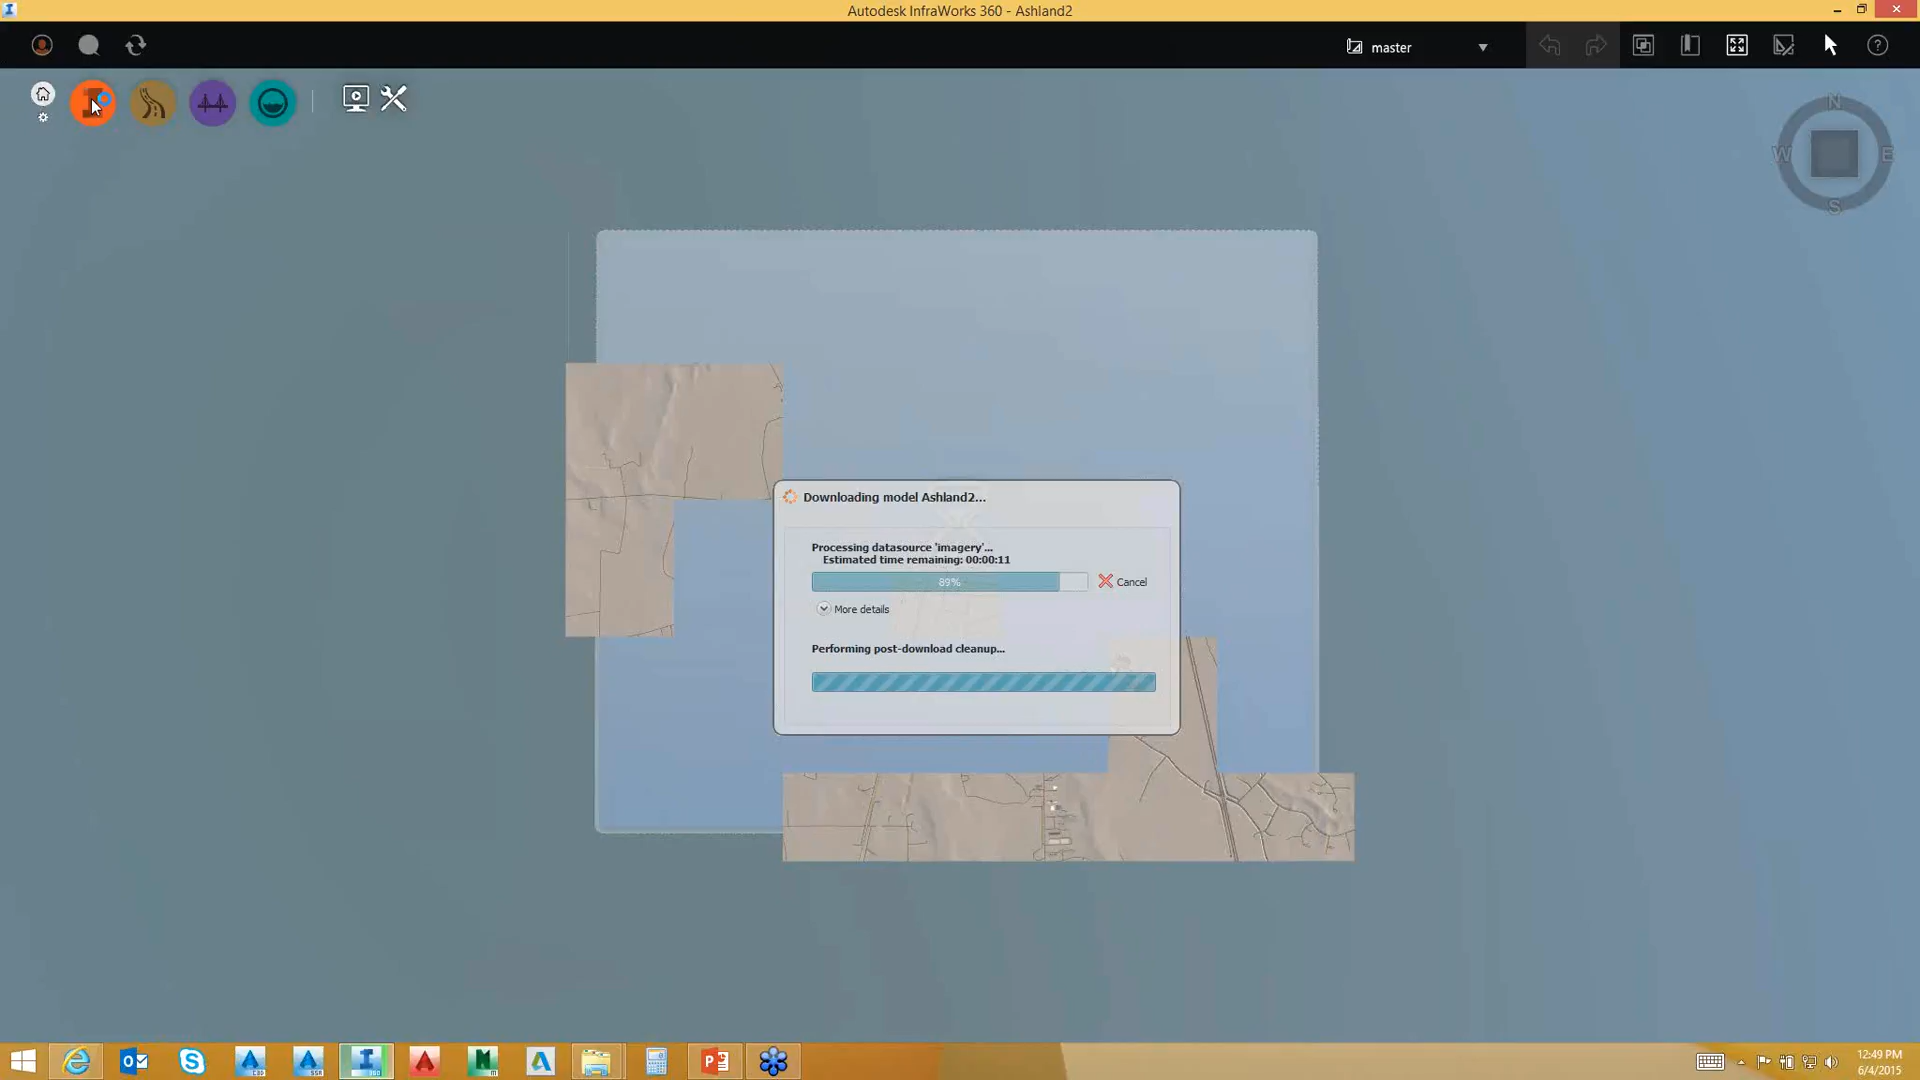 Autodesk InfraWorks 360 - Ashland2
master
N
W
E
S
Downloading model Ashland2...
Processing datasource 'imagery'...
Estimated time remaining: 00:00:11
89%
Cancel
More details
Performing post-download cleanup...
12:49 PM
6/4/2015